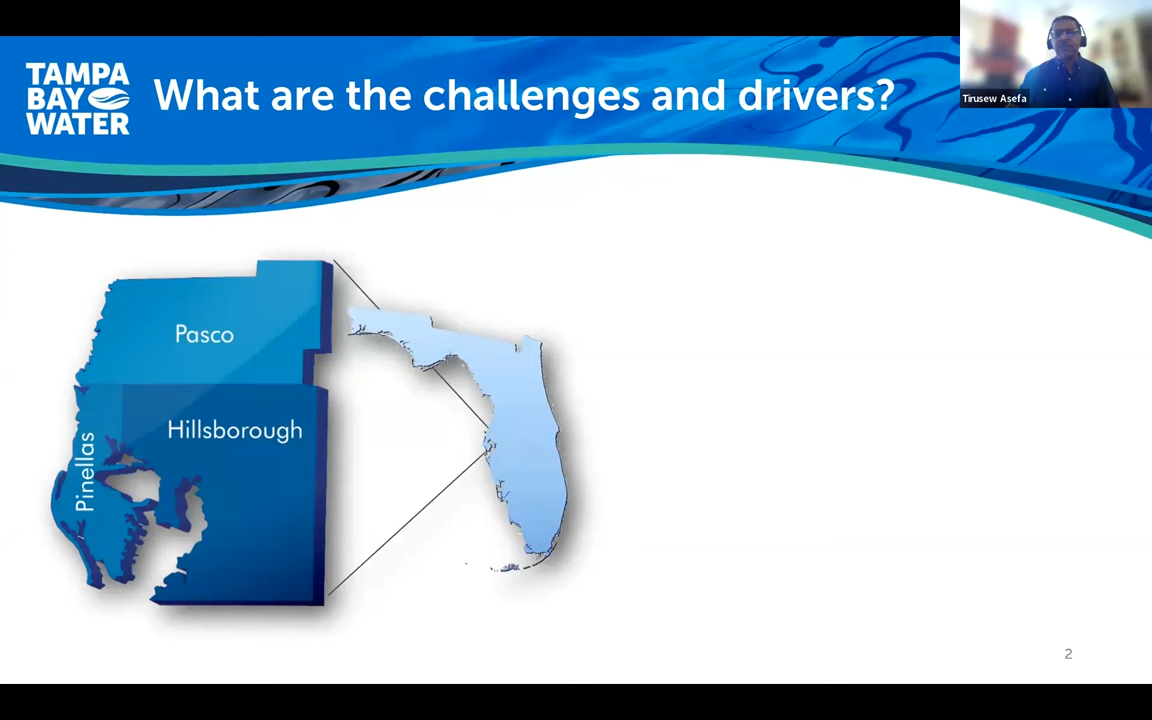 TAMPA
BAY
WATER
What are the challenges and drivers?
Tirusew Asefa
Pasco
Hillsborough
Pinellas
2